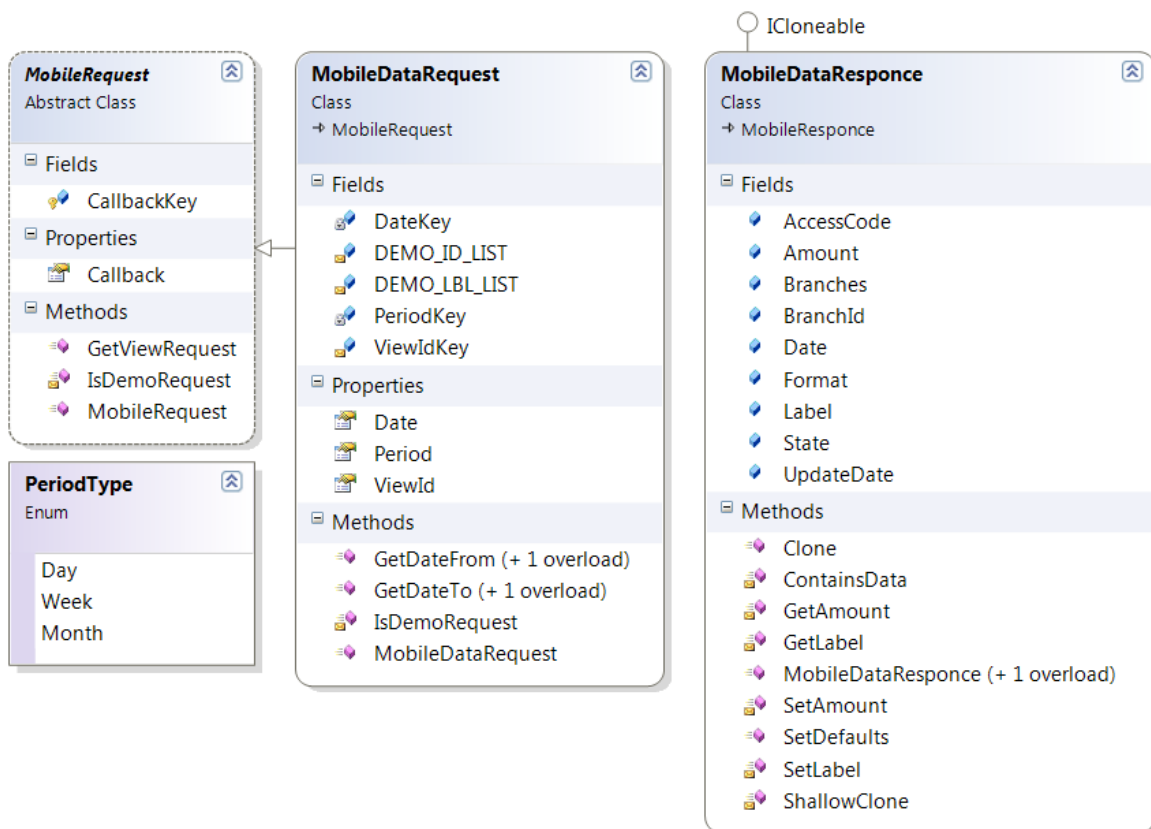 MobileRequest
Abstract Class
Fields
CallbackKey
Properties
Callback
Methods
GetViewRequest
IsDemoRequest
MobileRequest
PeriodType
Enum
Day
Week
Month
MobileDataRequest
Class
MobileRequest
Fields
DateKey
DEMO_ID_LIST
DEMO_LBL_LIST
PeriodKey
ViewIdKey
Properties
Date
Period
ViewId
Methods
GetDateFrom (+ 1 overload)
GetDateTo (+ 1 overload)
IsDemoRequest
MobileDataRequest
ICloneable
MobileDataResponce
Class
MobileResponce
Fields
AccessCode
Amount
Branches
BranchId
Date
Format
Label
State
UpdateDate
Methods
Clone
ContainsData
GetAmount
GetLabel
MobileDataResponce (+ 1 overload)
SetAmount
SetDefaults
SetLabel
ShallowClone